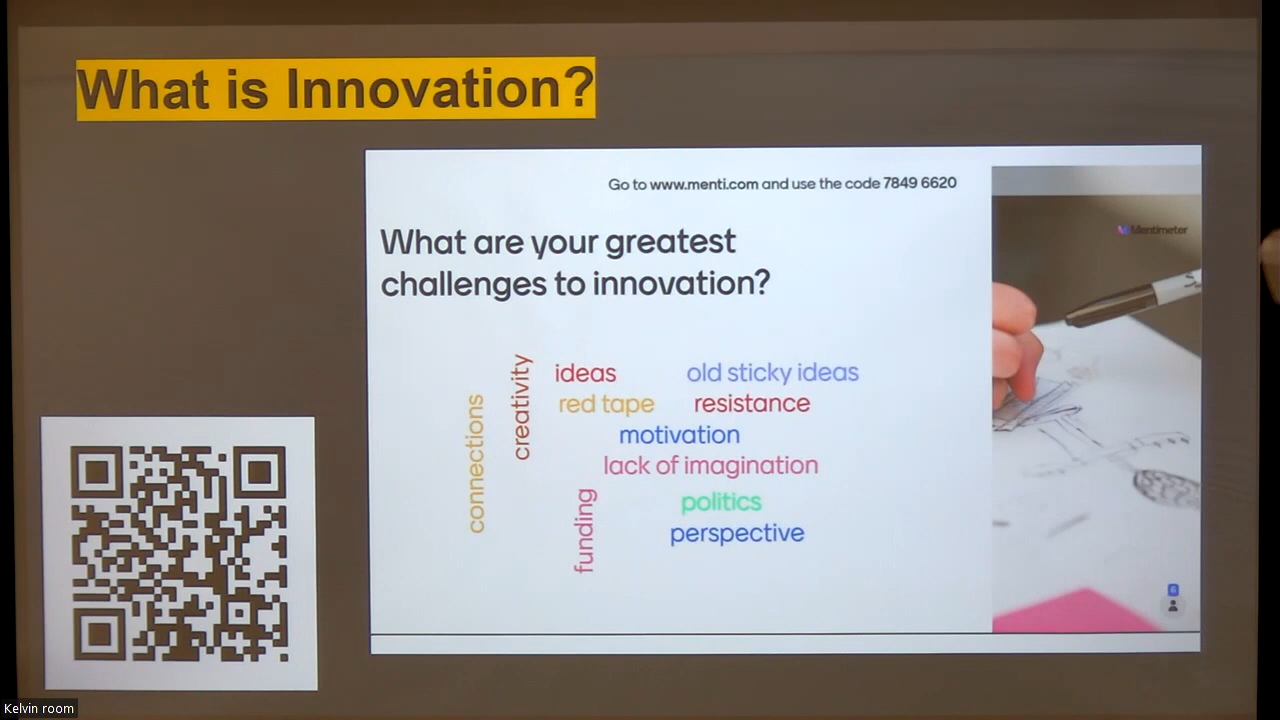 What is Innovation?
Go to www.menti.com and use the code 7849 6620
Mentimeter
What are your greatest
challenges to innovation?
connections
creativity
ideas
old sticky ideas
red tape
resistance
motivation
lack of imagination
funding
politics
perspective
6
Kelvin room